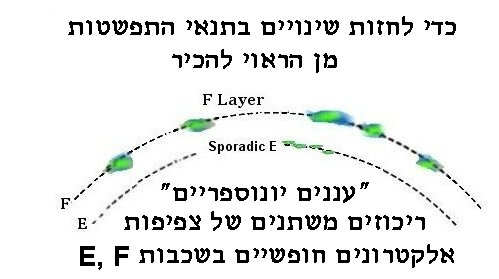 כדי לחזות שינויים בתנאי התפשטות
מן הראוי להכיר
F Layer
Sporadic E
F
E
"עננים יונוספריים"
ריכוזים משתנים של צפיפות
אלקטרונים חופשיים בשכבות E, F